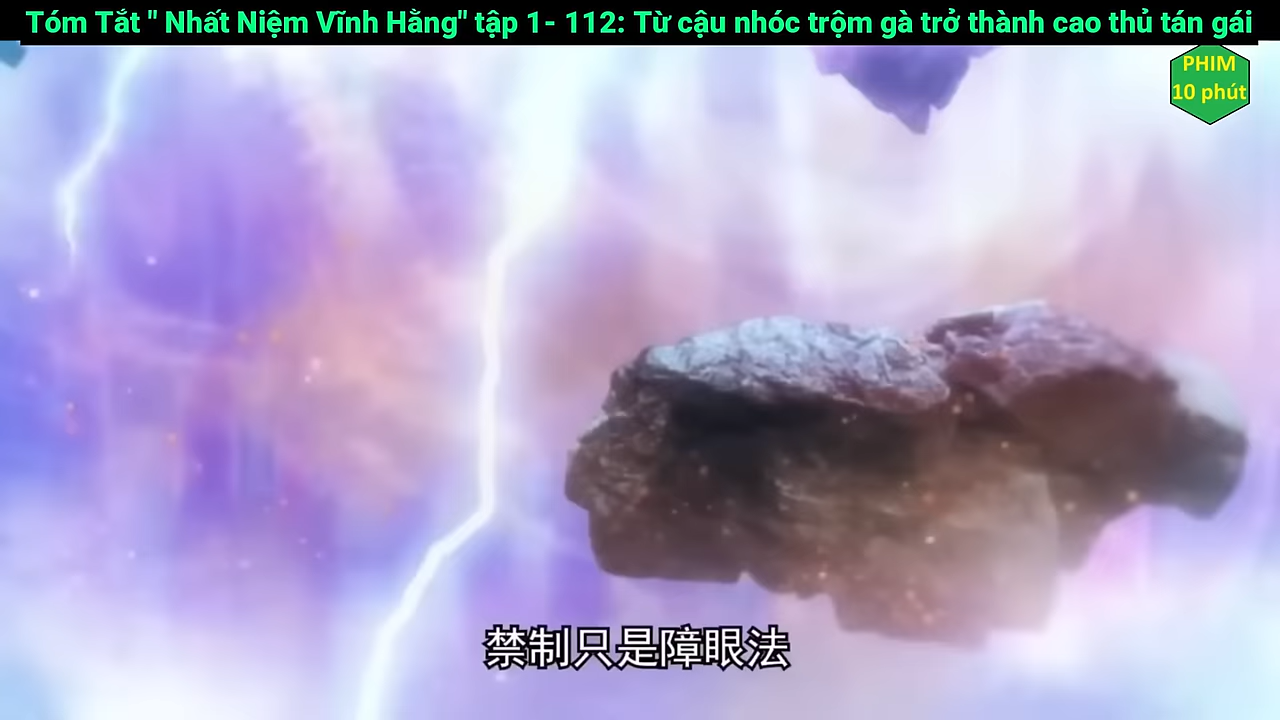 Tóm Tắt " Nhất Niệm Vĩnh Hằng" tập 1- 112: Từ cậu nhóc trộm gà trở thành cao thủ tán gái
PHIM
10 phút
禁制只是障眼法